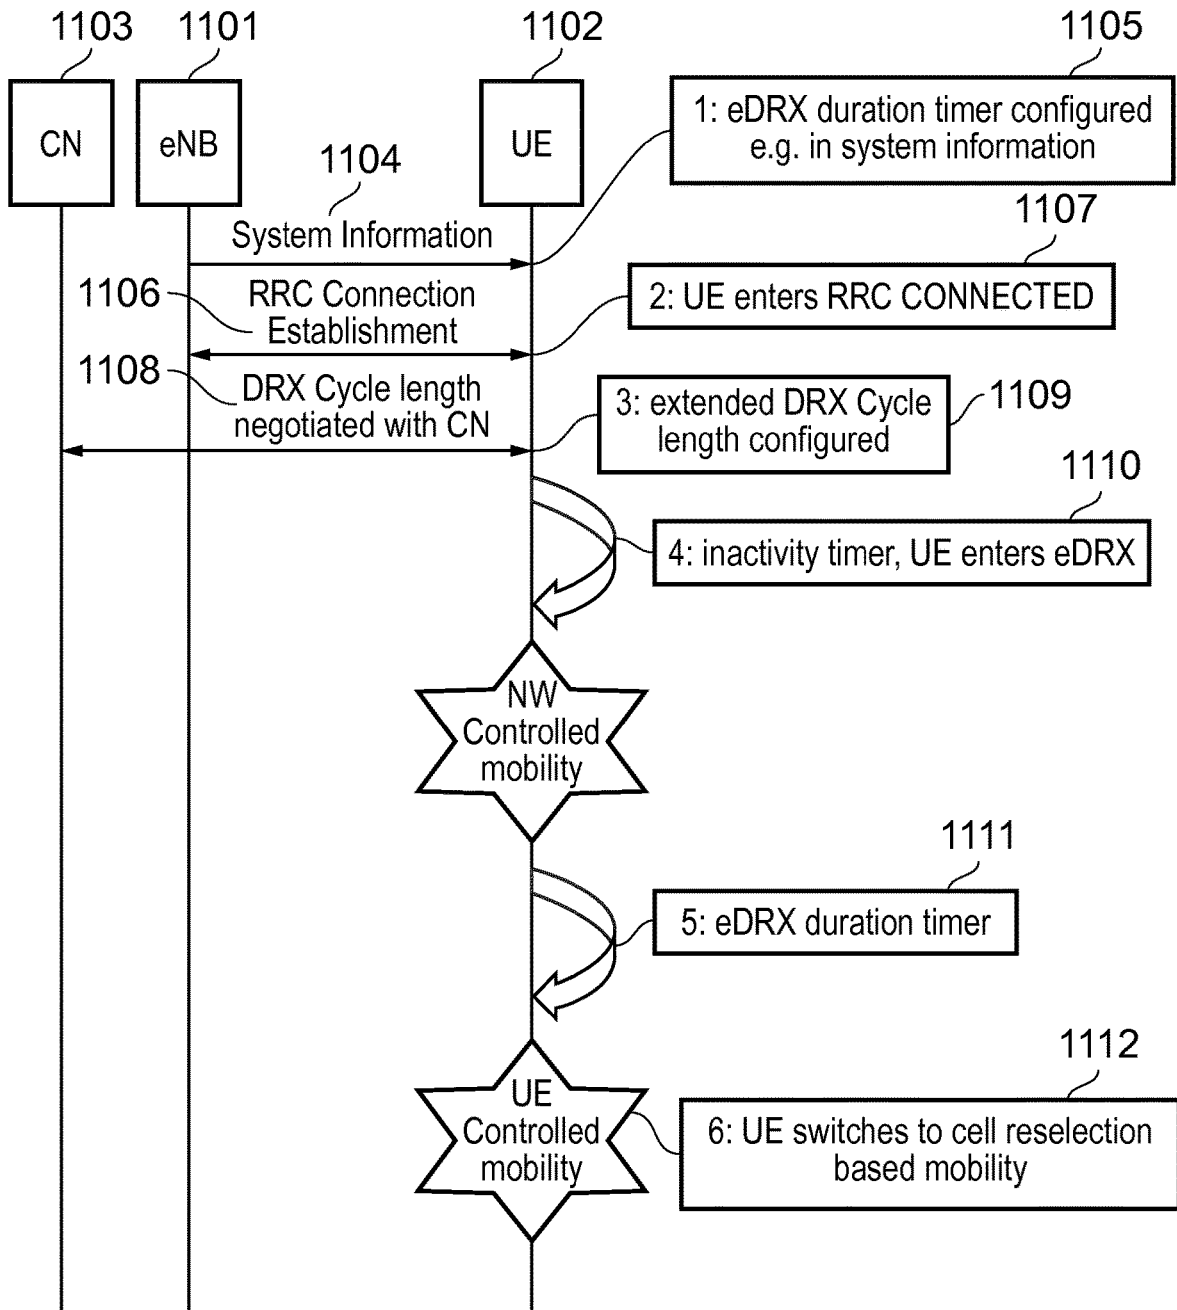 1103
1101
1102
1105
CN
eNB
UE
1: eDRX duration timer configured
e.g. in system information
1104
System Information
1107
2: UE enters RRC CONNECTED
1106
RRC Connection
Establishment
1108
DRX Cycle length
negotiated with CN
3: extended DRX Cycle
length configured
1109
1110
4: inactivity timer, UE enters eDRX
NW
Controlled
mobility
1111
5: eDRX duration timer
1112
UE
Controlled
mobility
6: UE switches to cell reselection
based mobility